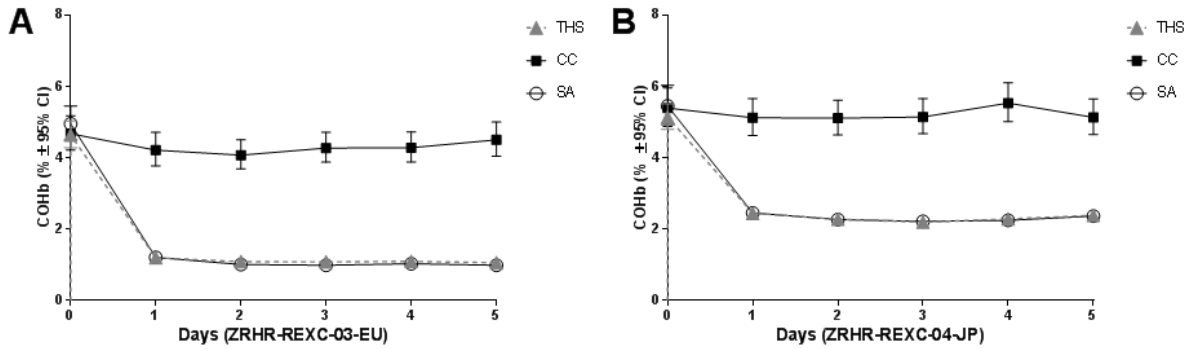 A
8
6
4
2
0
COHb (% ±95% CI)
0 1 2 3 4 5
Days (ZRHR-REXC-03-EU)
THS
CC
SA
B
8
6
4
2
0
COHb (% ±95% CI)
0 1 2 3 4 5
Days (ZRHR-REXC-04-JP)
THS
CC
SA